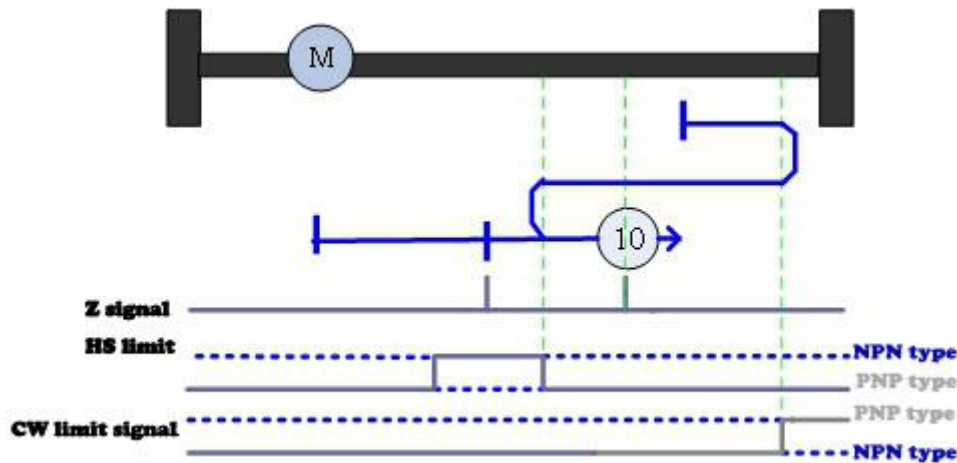 M
10
Z signal
HS limit
NPN type
PNP type
PNP type
CW limit signal
NPN type